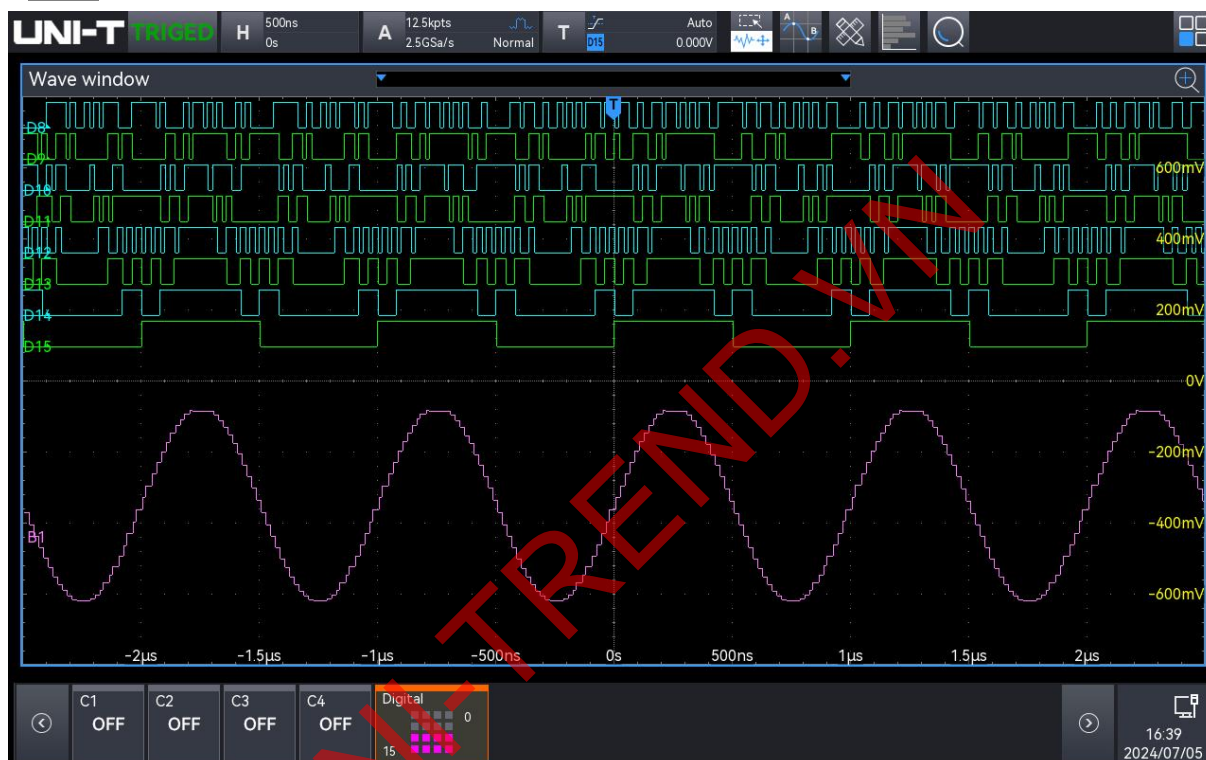 UNI-T TRIGED H 500ns 0s A 12.5kpts 2.5GSa/s Normal T D15 Auto 0.000V A B
Wave window
T
D8
D9
600mV
D10
D11
400mV
D12
D13
200mV
D14
D15
0V
-200mV
-400mV
B1
-600mV
-2µs -1.5µs -1µs -500ns 0s 500ns 1µs 1.5µs 2µs
C1 OFF C2 OFF C3 OFF C4 OFF Digital 0 15
16:39
2024/07/05
UNI-TREND.VN